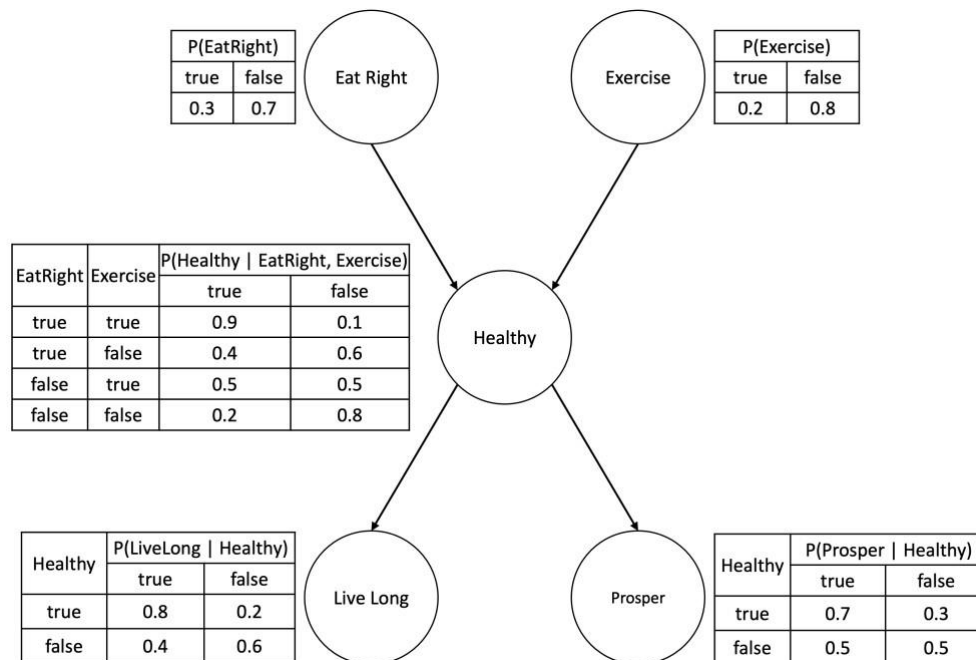 P(EatRight)
true false
0.3 0.7
Eat Right
Exercise
P(Exercise)
true false
0.2 0.8
EatRight Exercise P(Healthy | EatRight, Exercise)
true false
true true 0.9 0.1
true false 0.4 0.6
false true 0.5 0.5
false false 0.2 0.8
Healthy
Healthy P(LiveLong | Healthy)
true false
true 0.8 0.2
false 0.4 0.6
Live Long
Prosper
Healthy P(Prosper | Healthy)
true false
true 0.7 0.3
false 0.5 0.5